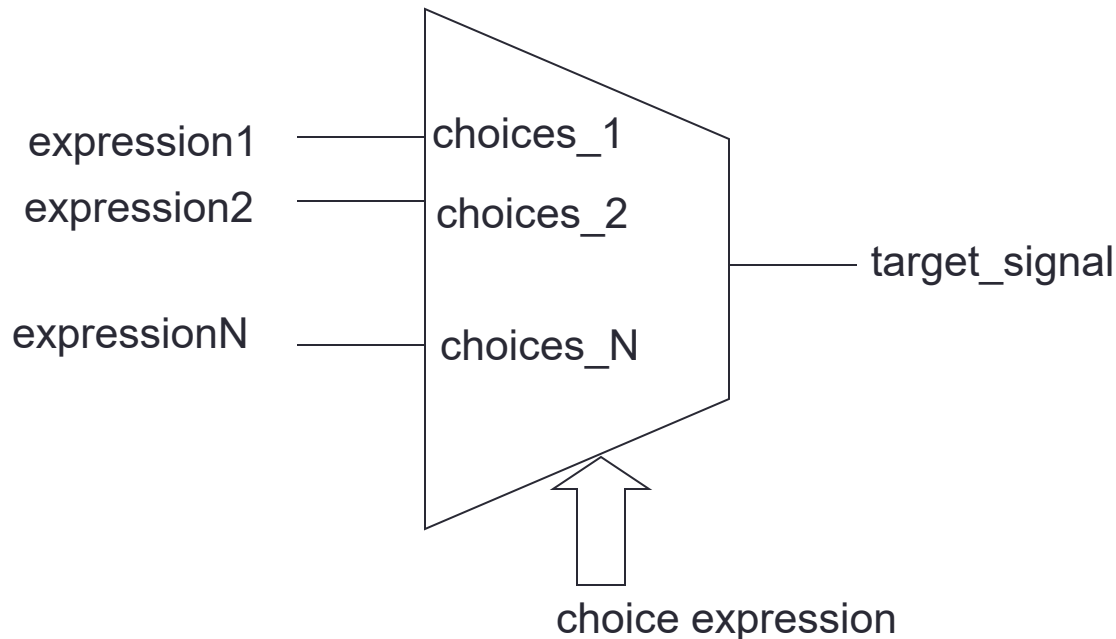 expression1
choices_1
expression2
choices_2
target_signal
expressionN
choices_N
choice expression